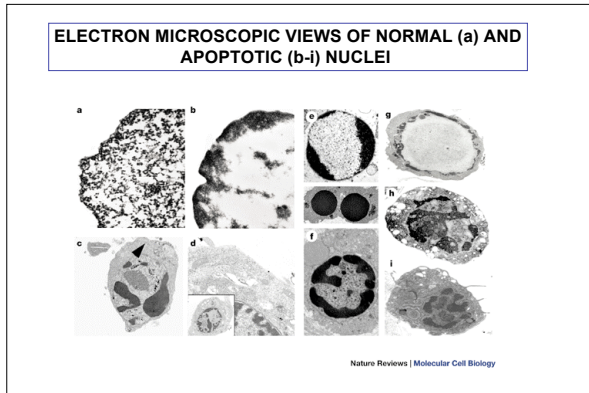 ELECTRON MICROSCOPIC VIEWS OF NORMAL (a) AND
APOPTOTIC (b-i) NUCLEI
a
b
e
g
h
c
d
f
i
Nature Reviews | Molecular Cell Biology